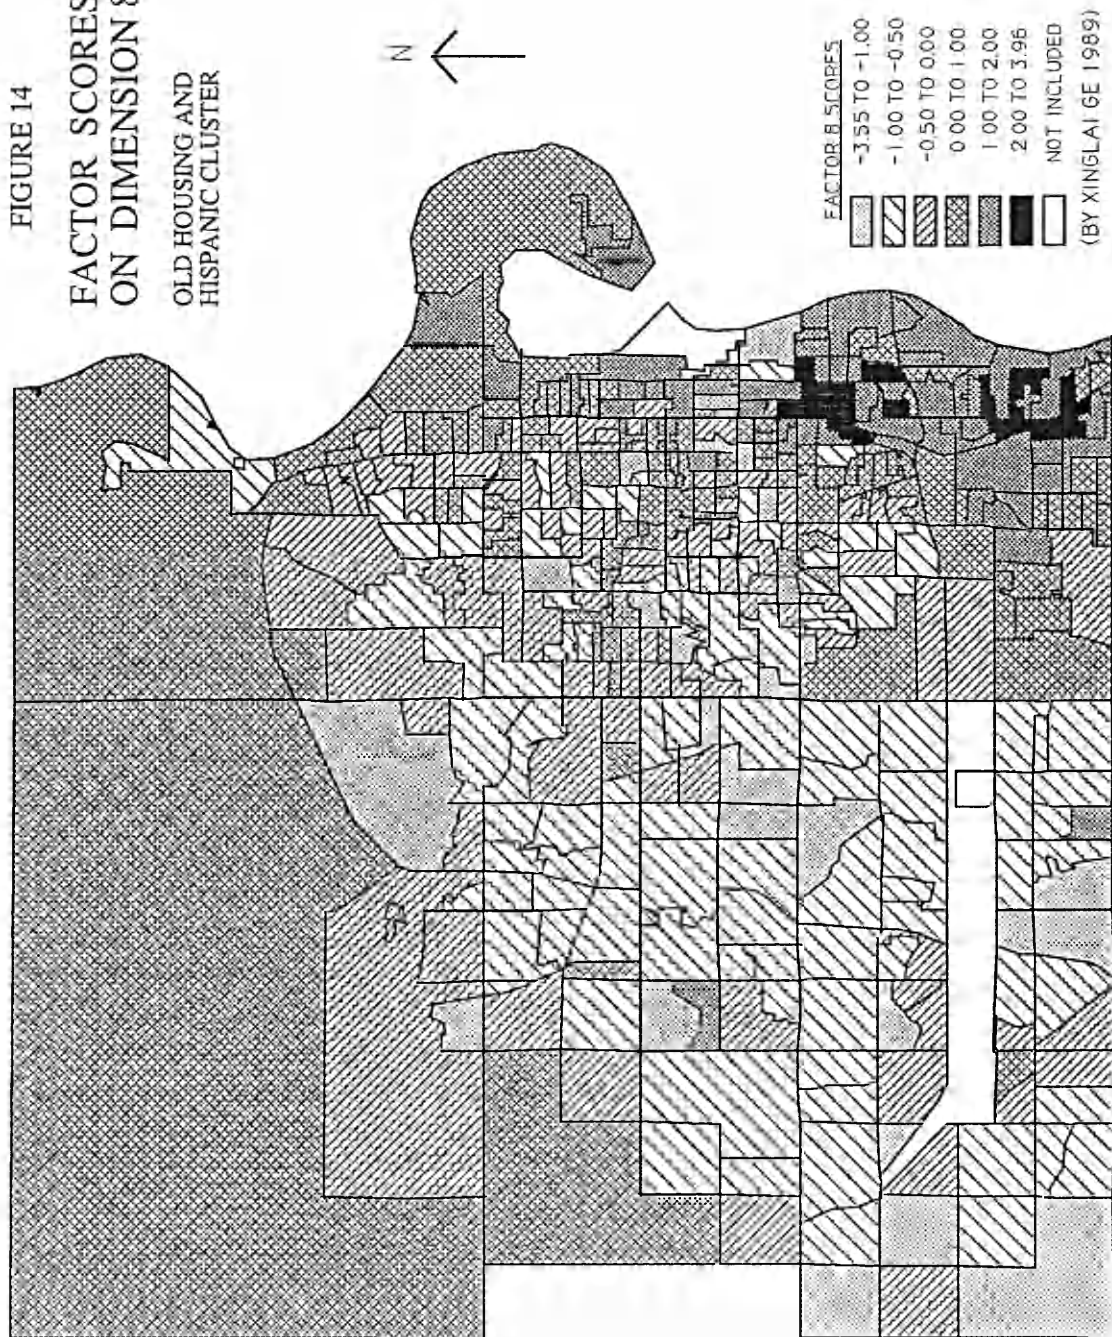 FIGURE 14
FACTOR SCORES
ON DIMENSION 8
OLD HOUSING AND
HISPANIC CLUSTER
N
FACTOR 8 SCORES
-3.55 TO -1.00
-1.00 TO -0.50
-0.50 TO 0.00
0.00 TO 1.00
1.00 TO 2.00
2.00 TO 3.96
NOT INCLUDED
(BY XINGLAI GE 1989)